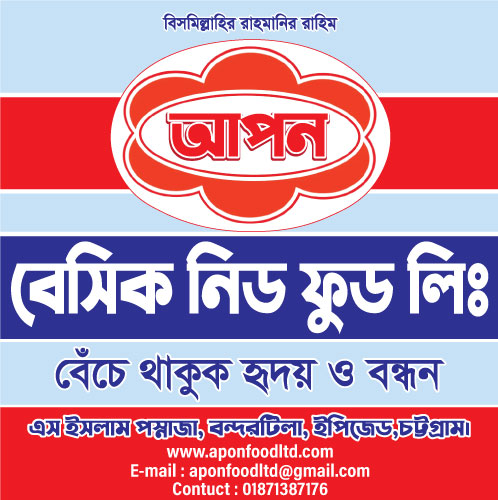 বিসমিল্লাহির রাহমানির রাহিম
আপন
বেসিক নিড ফুড লিঃ
বেঁচে থাকুক হৃদয় ও বন্ধন
এস ইসলাম পম্লাজা, বন্দরটিলা, ইপিজেড,চট্টগ্রাম।
www.aponfoodltd.com
E-mail : aponfoodltd@gmail.com
Contuct : 01871387176